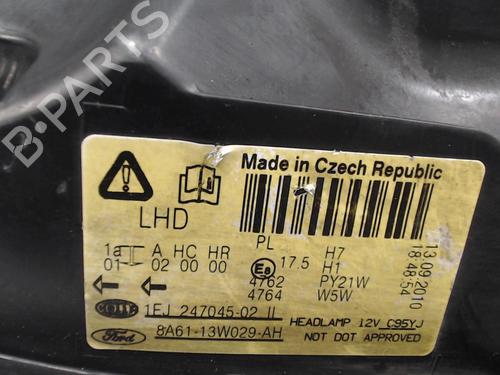 B-PARTS
Made in Czech Republic
LHD
PL
1a A HC HR
01 02 00 00
E8 17.5
H7
H1
4762 PY21W
4764 W5W
13.09.2010
18:48:54
HELLA
1EJ 247045-02 II
HEADLAMP 12V C95YJ
Ford
8A61-13W029-AH
NOT DOT APPROVED